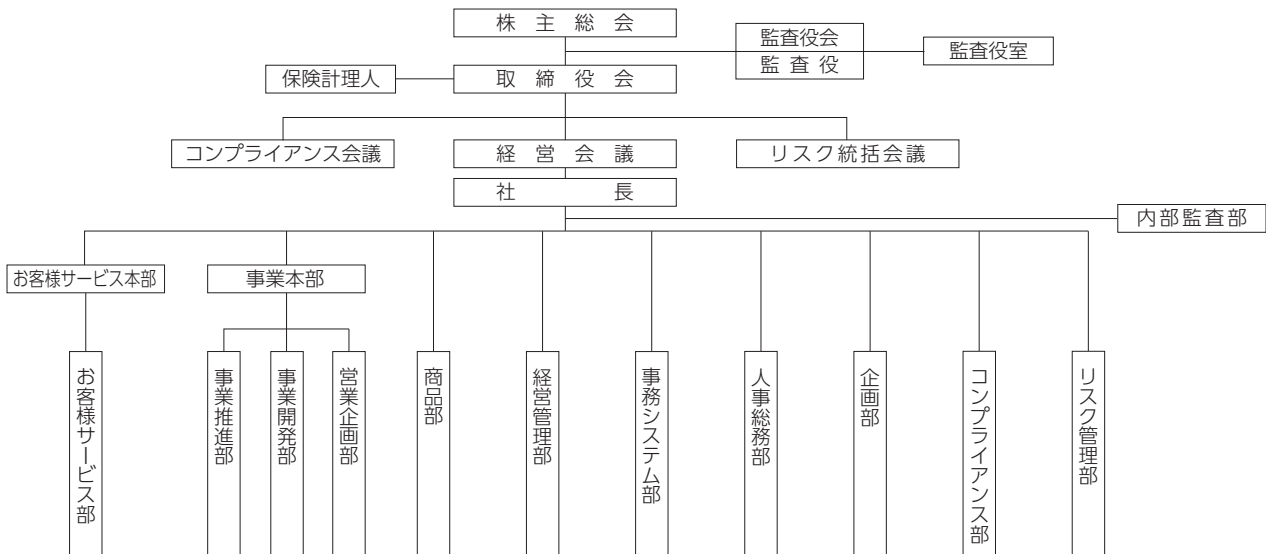 株主総会
監査役会
監査役
監査役室
保険計理人
取締役会
コンプライアンス会議
経営会議
リスク統括会議
社長
内部監査部
お客様サービス本部
事業本部
お客様サービス部
事業推進部
事業開発部
営業企画部
商品部
経営管理部
事務システム部
人事総務部
企画部
コンプライアンス部
リスク管理部